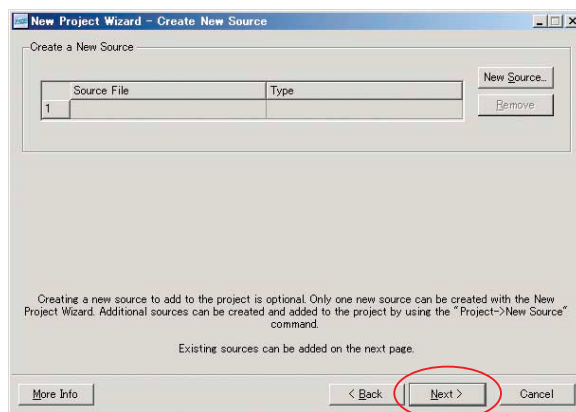 New Project Wizard - Create New Source
Create a New Source
Source File Type
New Source...
1
Remove
Creating a new source to add to the project is optional. Only one new source can be created with the New
Project Wizard. Additional sources can be created and added to the project by using the "Project->New Source"
command.
Existing sources can be added on the next page.
More Info < Back Next > Cancel